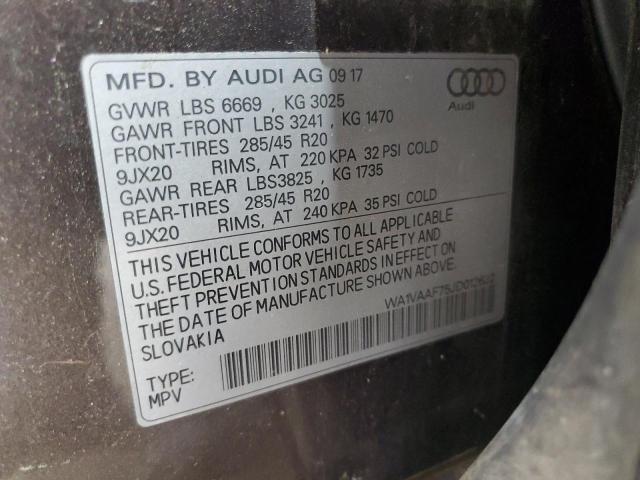 MFD. BY AUDI AG 09 17
Audi
GVWR LBS 6669 , KG 3025
GAWR FRONT LBS 3241 , KG 1470
FRONT-TIRES 285/45 R20
9JX20 RIMS, AT 220 KPA 32 PSI COLD
GAWR REAR LBS3825 , KG 1735
REAR-TIRES 285/45 R20
9JX20 RIMS, AT 240 KPA 35 PSI COLD
THIS VEHICLE CONFORMS TO ALL APPLICABLE
U.S. FEDERAL MOTOR VEHICLE SAFETY AND
THEFT PREVENTION STANDARDS IN EFFECT ON
THE DATE OF MANUFACTURE SHOWN ABOVE.
SLOVAKIA
TYPE:
MPV